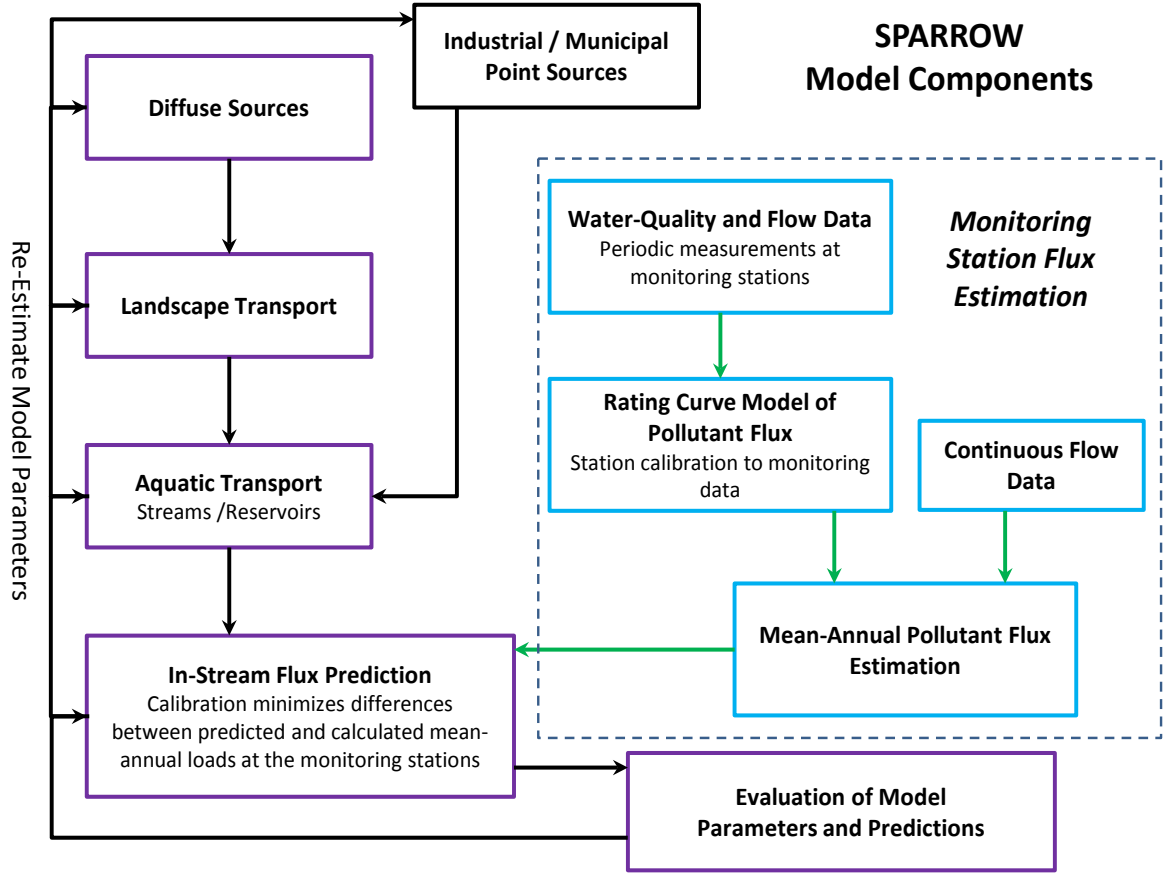 SPARROW
Model Components
Industrial / Municipal
Point Sources
Diffuse Sources
Landscape Transport
Aquatic Transport
Streams /Reservoirs
In-Stream Flux Prediction
Calibration minimizes differences
between predicted and calculated mean-
annual loads at the monitoring stations
Re-Estimate Model Parameters
Monitoring
Station Flux
Estimation
Water-Quality and Flow Data
Periodic measurements at
monitoring stations
Rating Curve Model of
Pollutant Flux
Station calibration to monitoring
data
Continuous Flow
Data
Mean-Annual Pollutant Flux
Estimation
Evaluation of Model
Parameters and Predictions